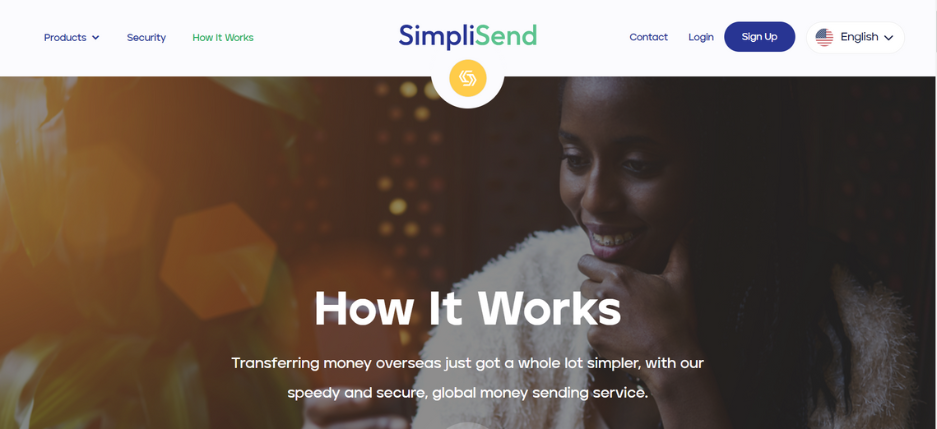 Products
Security
How It Works
SimpliSend
Contact
Login
Sign Up
English
How It Works
Transferring money overseas just got a whole lot simpler, with our
speedy and secure, global money sending service.